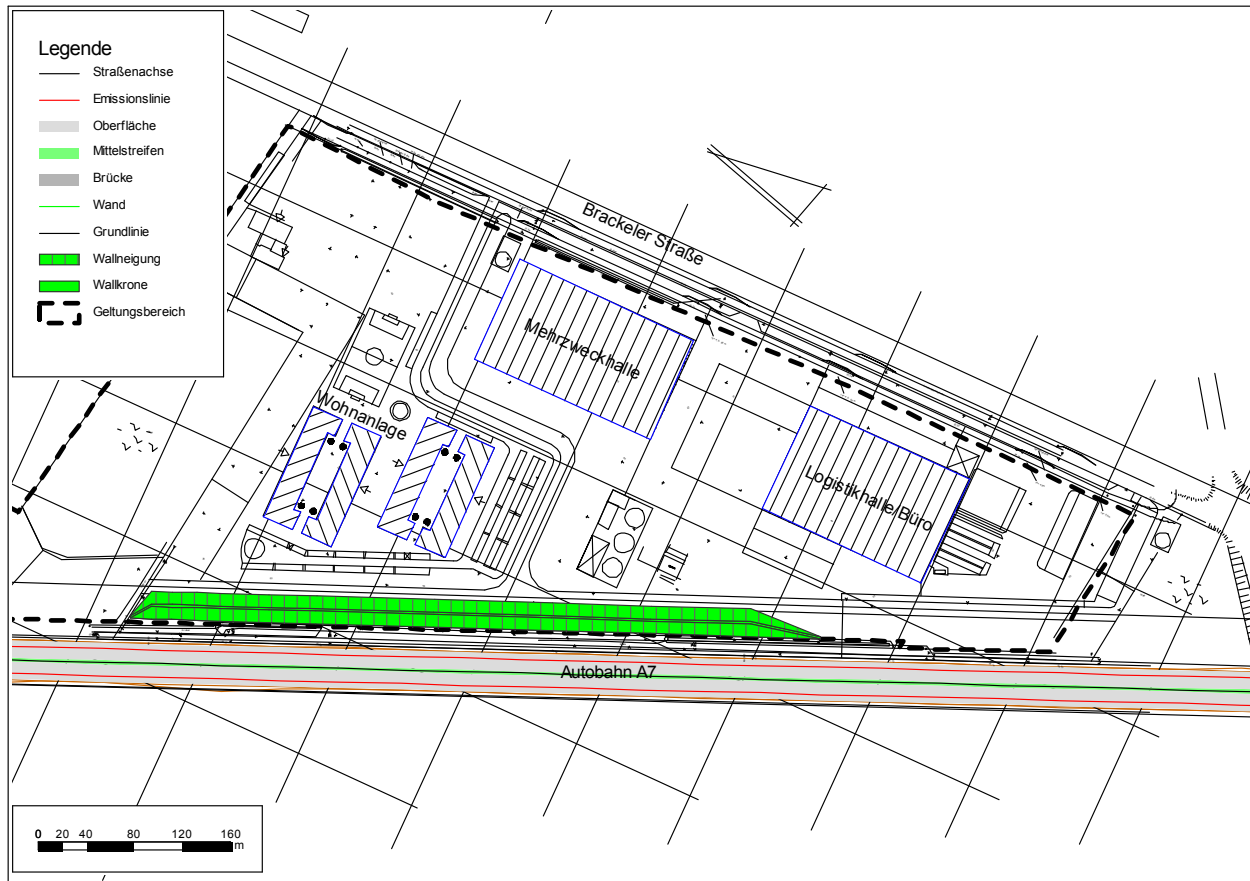 Legende
Straßenachse
Emissionslinie
Oberfläche
Mittelstreifen
Brücke
Wand
Grundlinie
Wallneigung
Wallkrone
Geltungsbereich
Brackeler Straße
Mehrzweckhalle
Wohnanlage
Logistikhalle/Büro
Autobahn A7
0 20 40 80 120 160
m